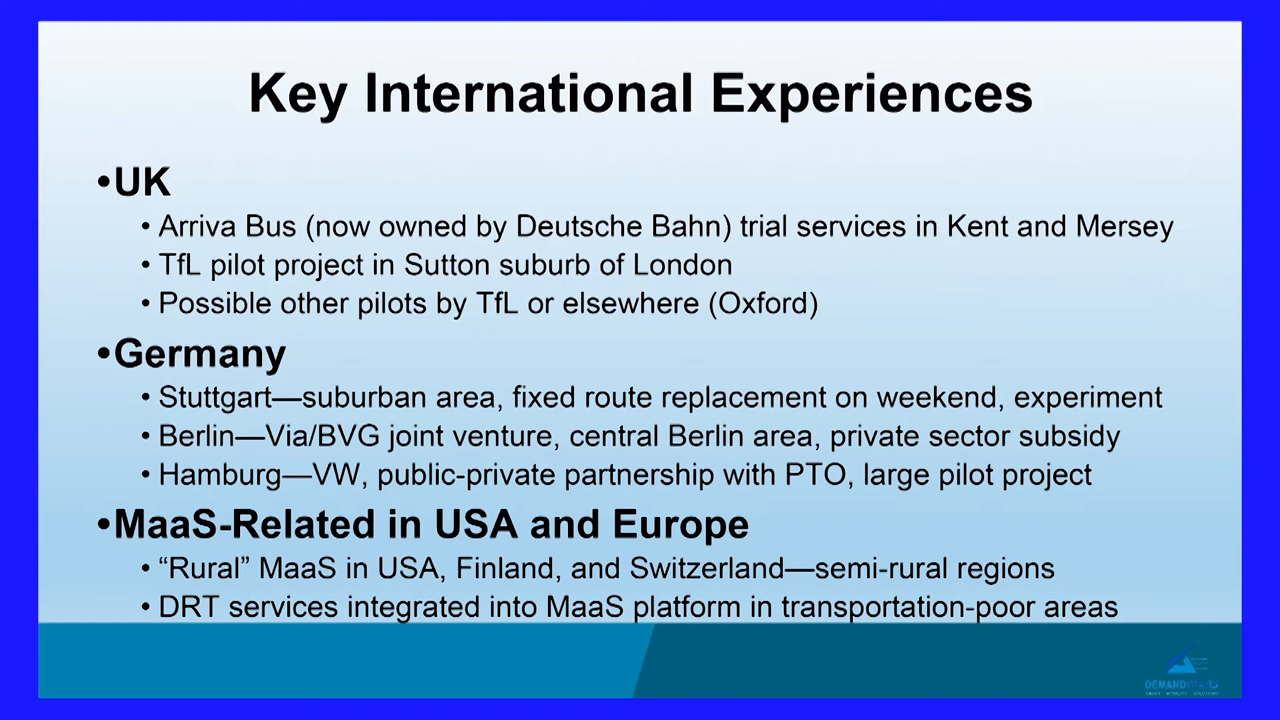 Key International Experiences
•UK
• Arriva Bus (now owned by Deutsche Bahn) trial services in Kent and Mersey
• TfL pilot project in Sutton suburb of London
• Possible other pilots by TfL or elsewhere (Oxford)
•Germany
• Stuttgart—suburban area, fixed route replacement on weekend, experiment
• Berlin—Via/BVG joint venture, central Berlin area, private sector subsidy
• Hamburg—VW, public-private partnership with PTO, large pilot project
•MaaS-Related in USA and Europe
• “Rural” MaaS in USA, Finland, and Switzerland—semi-rural regions
• DRT services integrated into MaaS platform in transportation-poor areas